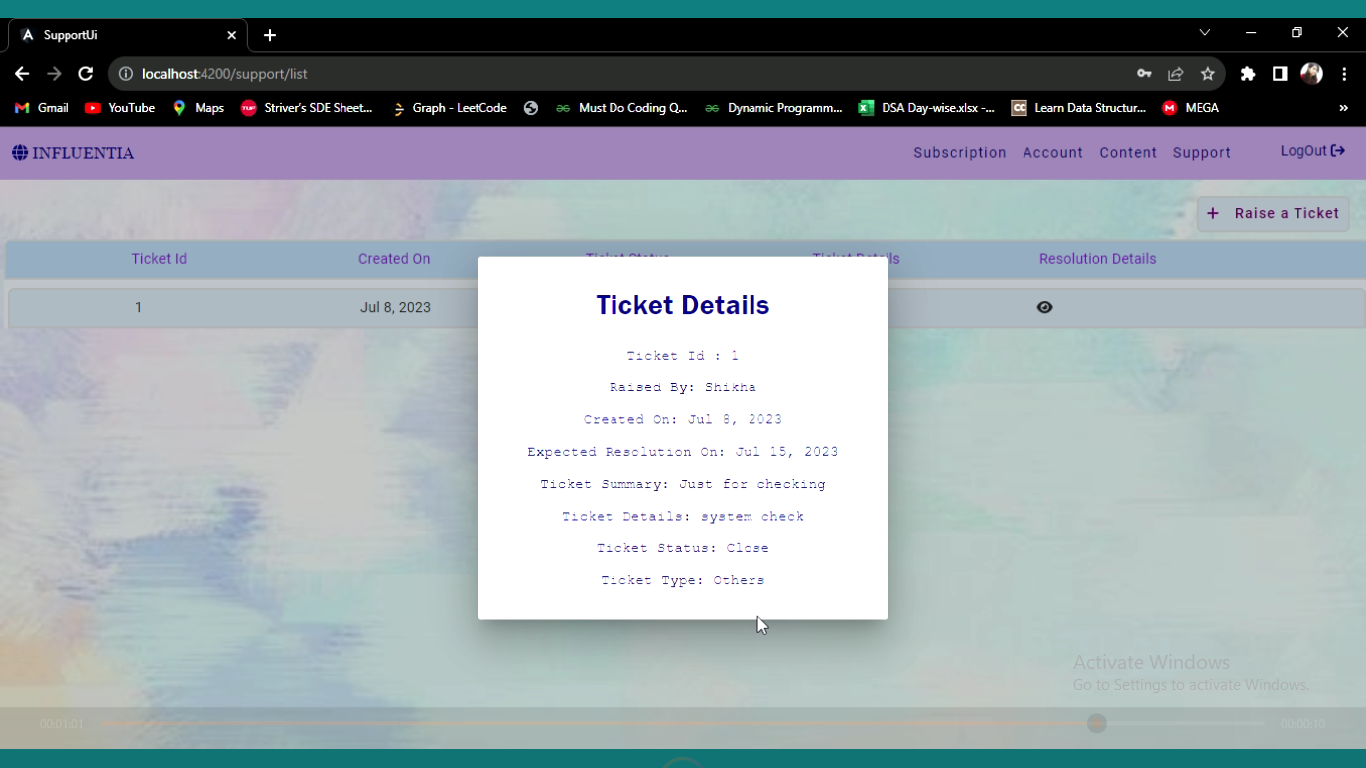 SupportUi
localhost:4200/support/list
Gmail YouTube Maps Striver's SDE Sheet... Graph - LeetCode Must Do Coding Q... Dynamic Programm... DSA Day-wise.xlsx -... Learn Data Structur... MEGA
INFLUENTIA Subscription Account Content Support LogOut
+ Raise a Ticket
Ticket Id Created On Ticket Status Ticket Details Resolution Details
1 Jul 8, 2023
Ticket Details
Ticket Id : 1
Raised By: Shikha
Created On: Jul 8, 2023
Expected Resolution On: Jul 15, 2023
Ticket Summary: Just for checking
Ticket Details: system check
Ticket Status: Close
Ticket Type: Others
Activate Windows
Go to Settings to activate Windows.
00:01:01 00:00:10